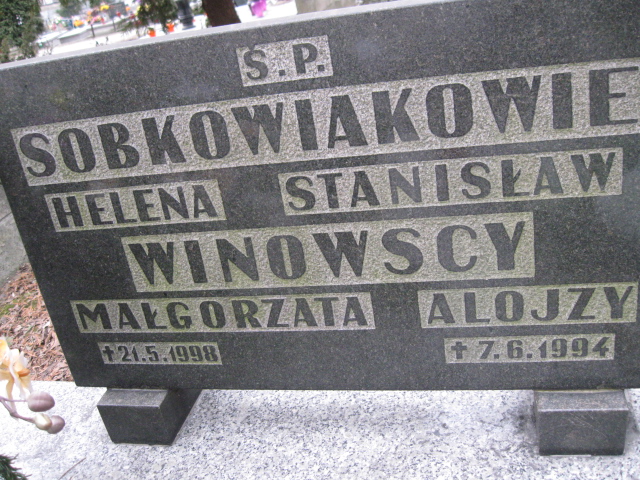 Ś.P.
SOBKOWIAKOWIE
HELENA STANISŁAW
WINOWSCY
MAŁGORZATA ALOJZY
✝21.5.1998 ✝7.6.1994